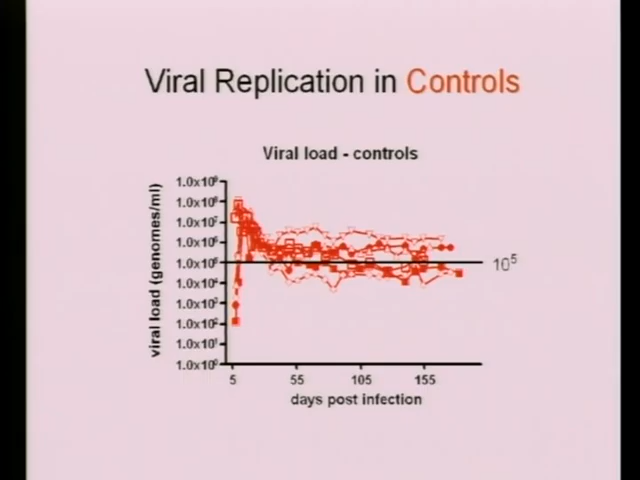 Viral Replication in Controls
Viral load - controls
viral load (genomes/ml)
1.0x10⁹
1.0x10⁸
1.0x10⁷
1.0x10⁶
1.0x10⁵
1.0x10⁴
1.0x10³
1.0x10²
1.0x10¹
1.0x10⁰
10⁵
5 55 105 155
days post infection